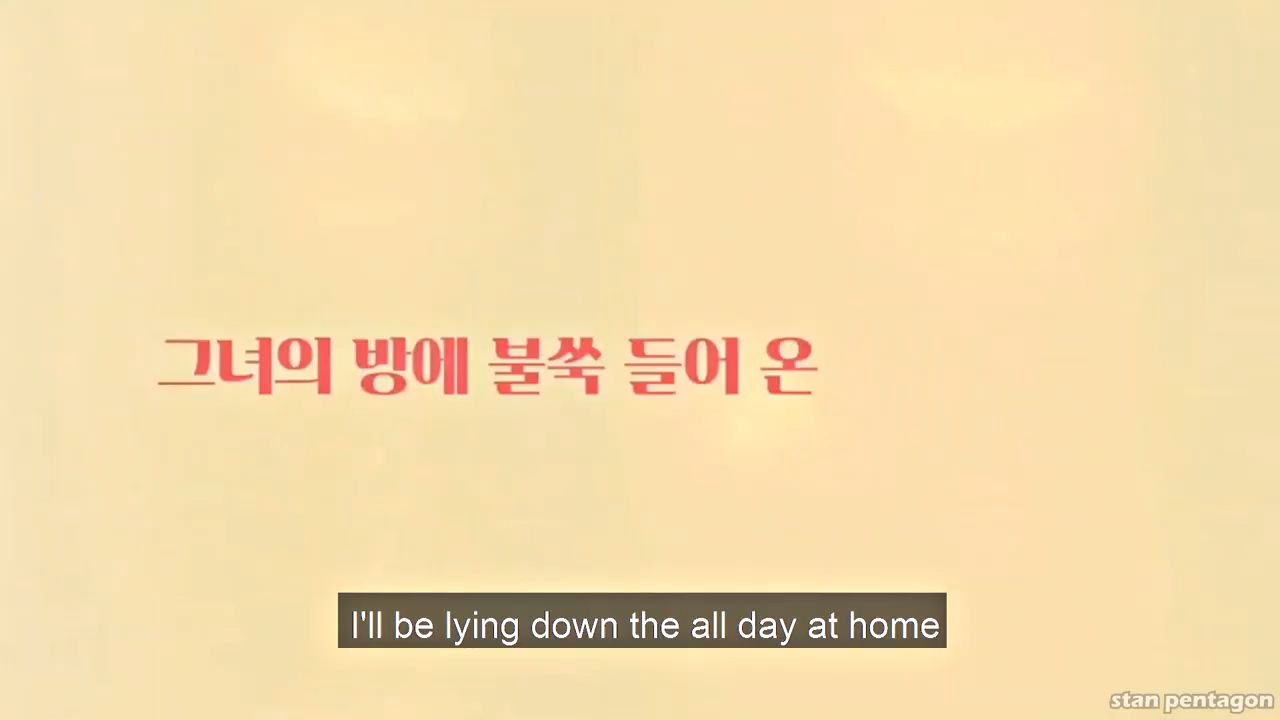 그녀의 방에 불쑥 들어 온
I'll be lying down the all day at home
stan pentagon